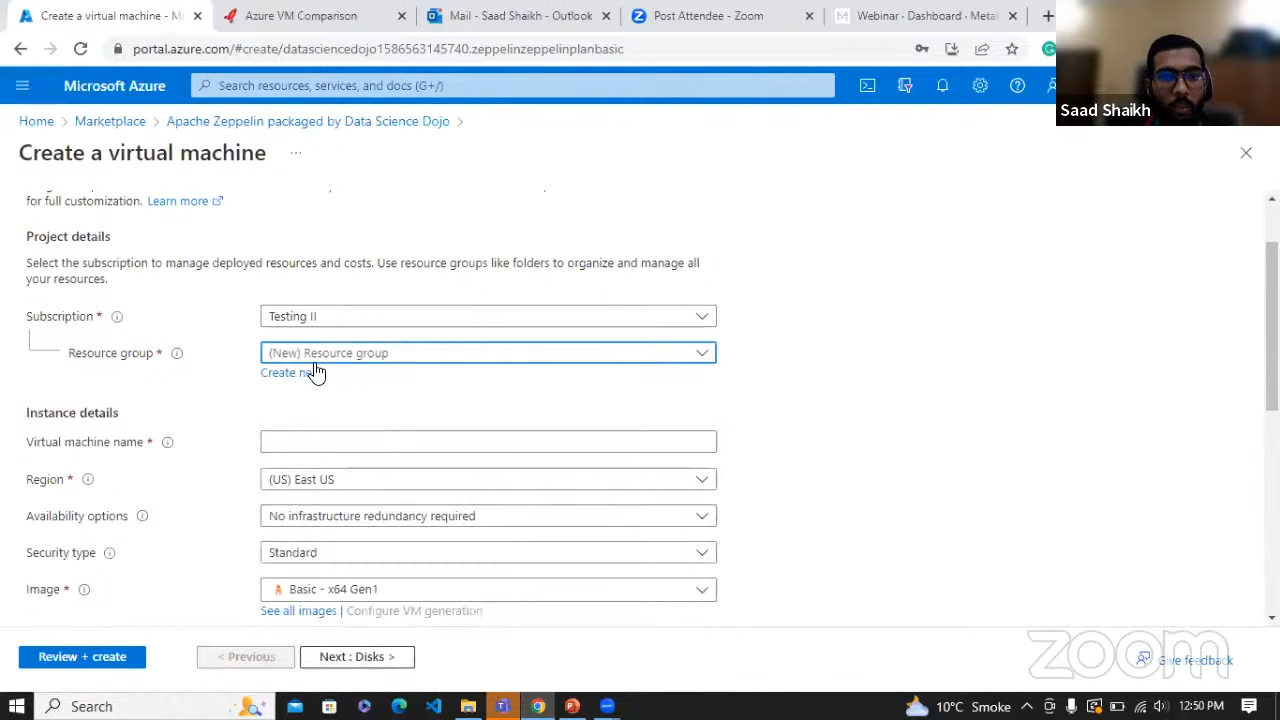 Create a virtual machine - Mi
Azure VM Comparison
Mail - Saad Shaikh - Outlook
Post Attendee - Zoom
Webinar - Dashboard - Metal
portal.azure.com/#create/datasciencedojo1586563145740.zeppelinzeppelinplanbasic
Microsoft Azure
Search resources, services, and docs (G+/)
Saad Shaikh
Home > Marketplace > Apache Zeppelin packaged by Data Science Dojo >
Create a virtual machine ...
for full customization. Learn more
Project details
Select the subscription to manage deployed resources and costs. Use resource groups like folders to organize and manage all
your resources.
Subscription *
Testing II
Resource group *
(New) Resource group
Create
Instance details
Virtual machine name *
Region *
(US) East US
Availability options
No infrastructure redundancy required
Security type
Standard
Image *
Basic - x64 Gen1
See all images | Configure VM generation
Review + create
< Previous
Next : Disks >
zoom
Give feedback
Search
10°C Smoke
12:50 PM